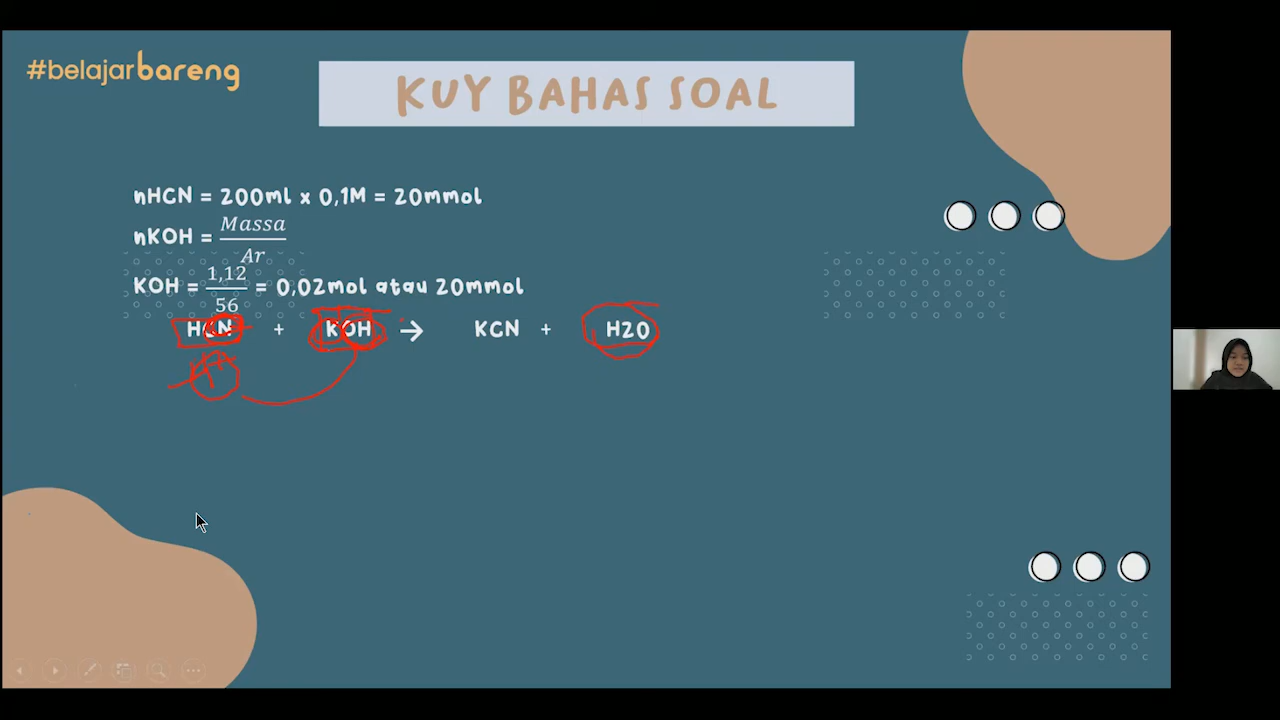 #belajarbareng
KUY BAHAS SOAL
nHCN = 200ml x 0,1M = 20mmol
nKOH = Massa
Ar
KOH = 1,12
56
= 0,02mol atau 20mmol
HCN + KOH → KCN + H2O